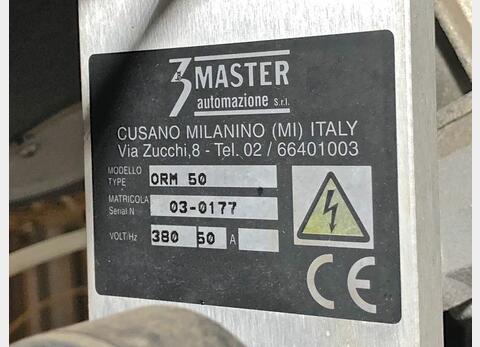 3 MASTER
automazione S.r.l.
CUSANO MILANINO (MI) ITALY
Via Zucchi,8 - Tel. 02 / 66401003
MODELLO
TYPE ORM 50
MATRICOLA
Serial N 03-0177
VOLT/Hz 380 50 A
CE